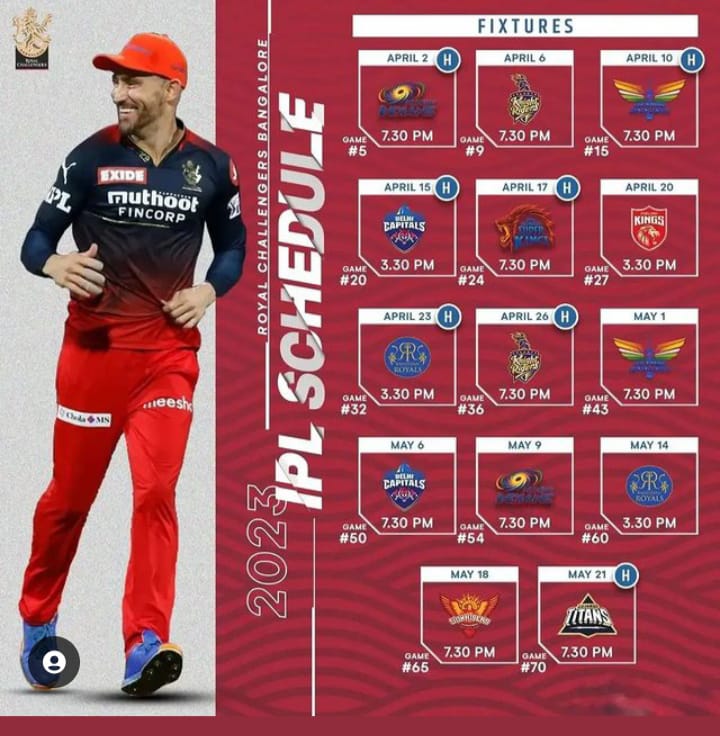 ROYAL
CHALLENGERS
EXIDE
muthoot
FINCORP
IPL
Chola MS
meesho
ROYAL CHALLENGERS BANGALORE
IPL SCHEDULE
2023
FIXTURES
APRIL 2 H
7.30 PM
GAME
#5
APRIL 6
Knight
Riders
7.30 PM
GAME
#9
APRIL 10 H
7.30 PM
GAME
#15
APRIL 15 H
DELHI
CAPITALS
3.30 PM
GAME
#20
APRIL 17 H
SUPER
KINGS
7.30 PM
GAME
#24
APRIL 20
KINGS
3.30 PM
GAME
#27
APRIL 23 H
ROYALS
3.30 PM
GAME
#32
APRIL 26 H
Knight
Riders
7.30 PM
GAME
#36
MAY 1
7.30 PM
GAME
#43
MAY 6
DELHI
CAPITALS
7.30 PM
GAME
#50
MAY 9
7.30 PM
GAME
#54
MAY 14
ROYALS
3.30 PM
GAME
#60
MAY 18
SUNRISERS
7.30 PM
GAME
#65
MAY 21 H
TITANS
7.30 PM
GAME
#70